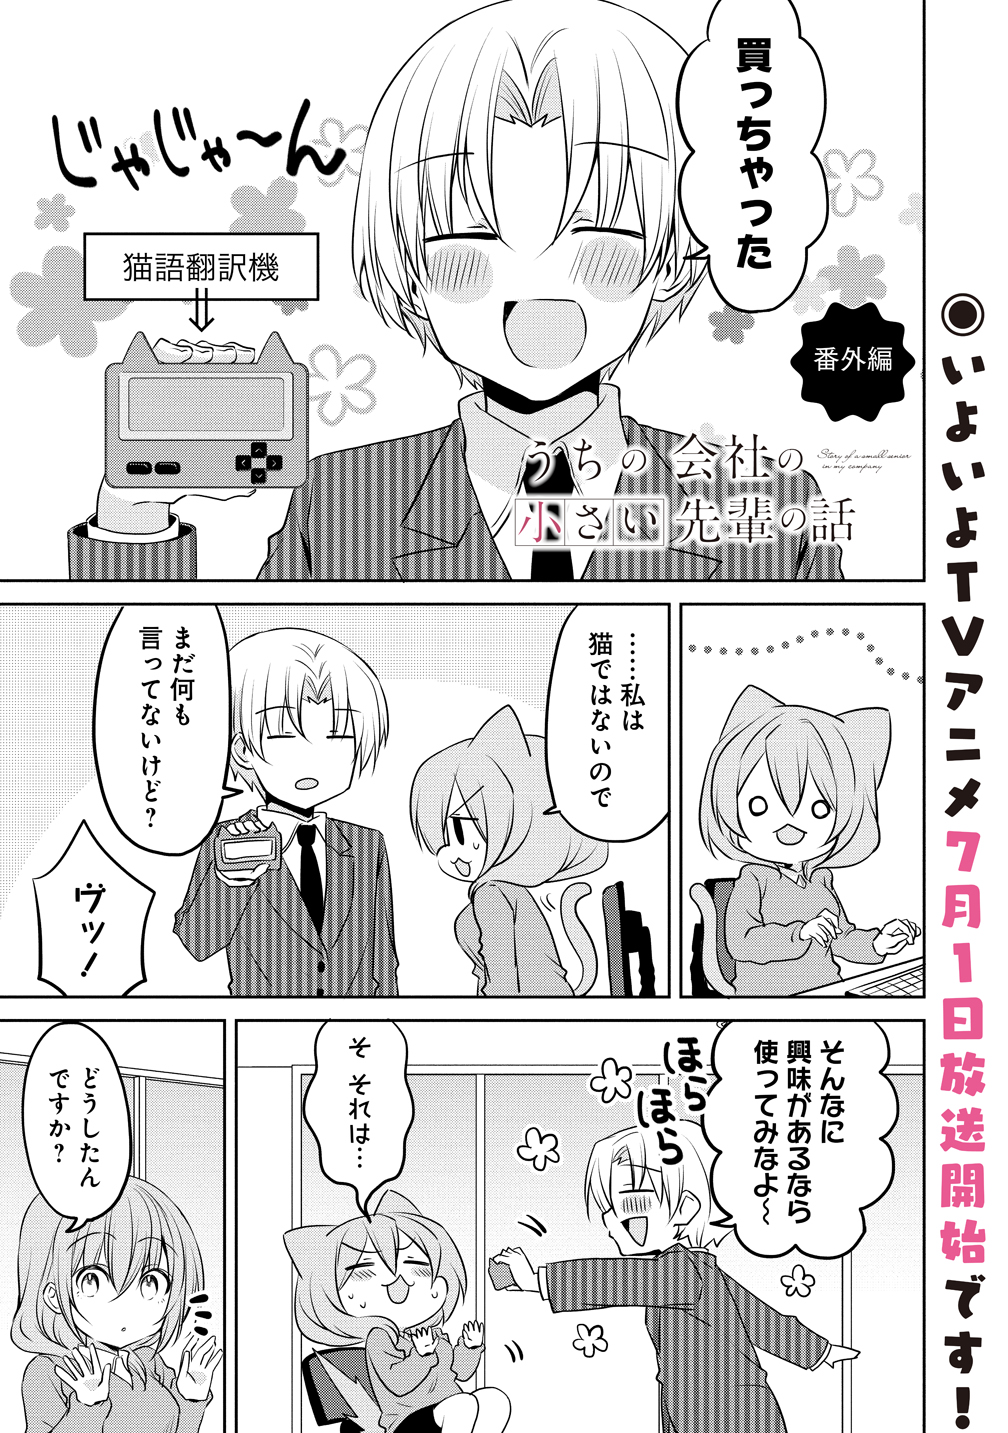 買っちゃった
じゃじゃ～ん
猫語翻訳機
番外編
うちの会社の
小さい先輩の話
Story of a small senior
in my company
●いよいよTVアニメ7月1日放送開始です！
……私は
猫ではないので
まだ何も
言ってないけど？
ヴッ！
そんなに
興味があるなら
使ってみなよ～
ほら
ほら
そ それは…
どうしたん
ですか？